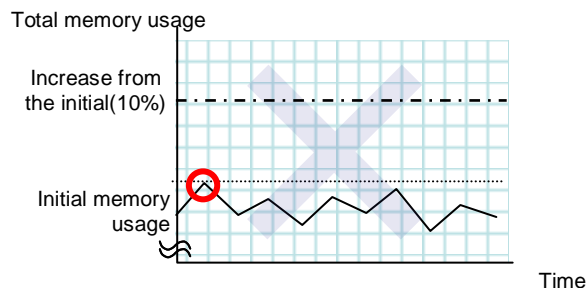 Total memory usage
Increase from
the initial(10%)
Initial memory
usage
Time